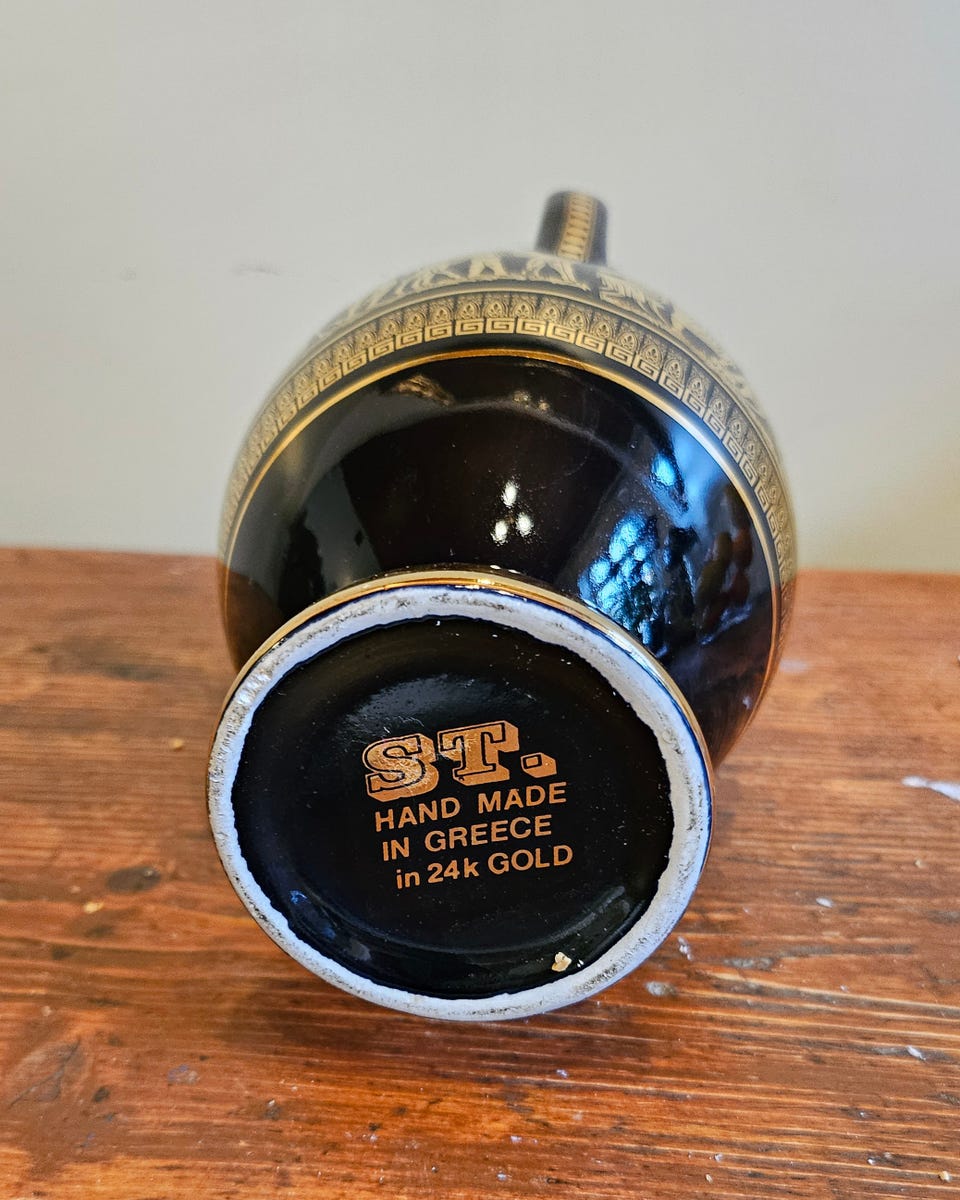 ST.
HAND MADE
IN GREECE
in 24k GOLD